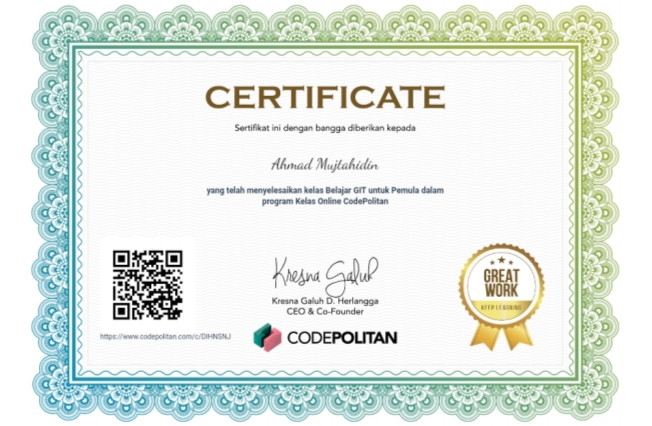 CERTIFICATE
Sertifikat ini dengan bangga diberikan kepada
Ahmad Mujtahidin
yang telah menyelesaikan kelas Belajar GIT untuk Pemula dalam
program Kelas Online CodePolitan
Kresna Galuh
Kresna Galuh D. Herlangga
CEO & Co-Founder
GREAT
WORK
KEEP LEARNING
https://www.codepolitan.com/c/DIHNSNJ
CODEPOLITAN